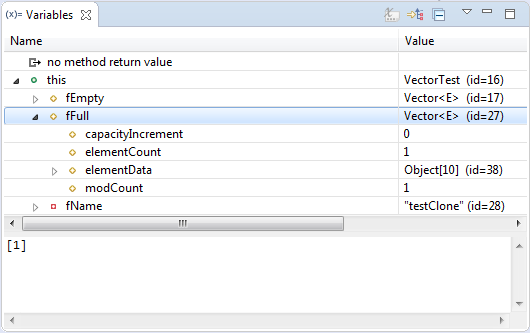 (x)= Variables
Name Value
no method return value
this VectorTest (id=16)
fEmpty Vector<E> (id=17)
fFull Vector<E> (id=27)
capacityIncrement 0
elementCount 1
elementData Object[10] (id=38)
modCount 1
fName "testClone" (id=28)
[1]